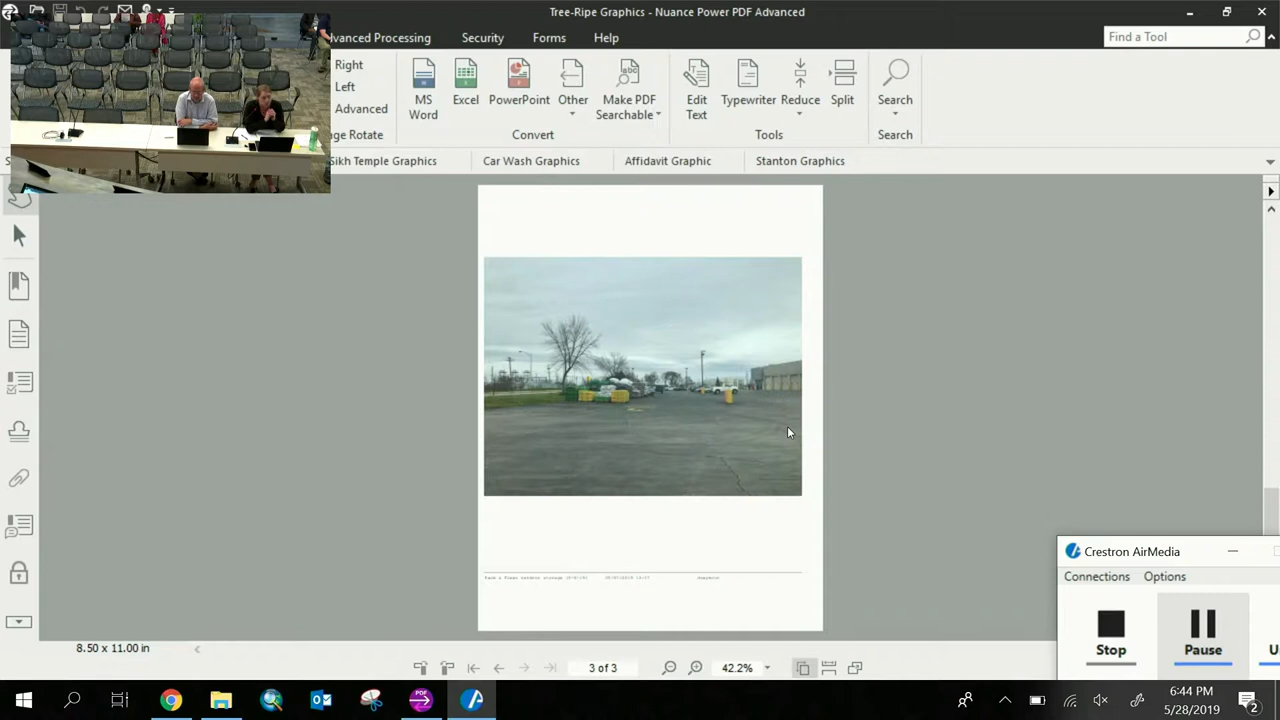 Tree-Ripe Graphics - Nuance Power PDF Advanced
dvanced Processing Security Forms Help
Find a Tool
Right
Left
Advanced
ge Rotate
MS Word
Excel
PowerPoint
Other
Make PDF Searchable
Convert
Edit Text
Typewriter
Reduce
Split
Tools
Search
Search
S
Sikh Temple Graphics
Car Wash Graphics
Affidavit Graphic
Stanton Graphics
Crestron AirMedia
Connections Options
Stop
Pause
U
8.50 x 11.00 in
3 of 3
42.2%
6:44 PM
5/28/2019
2